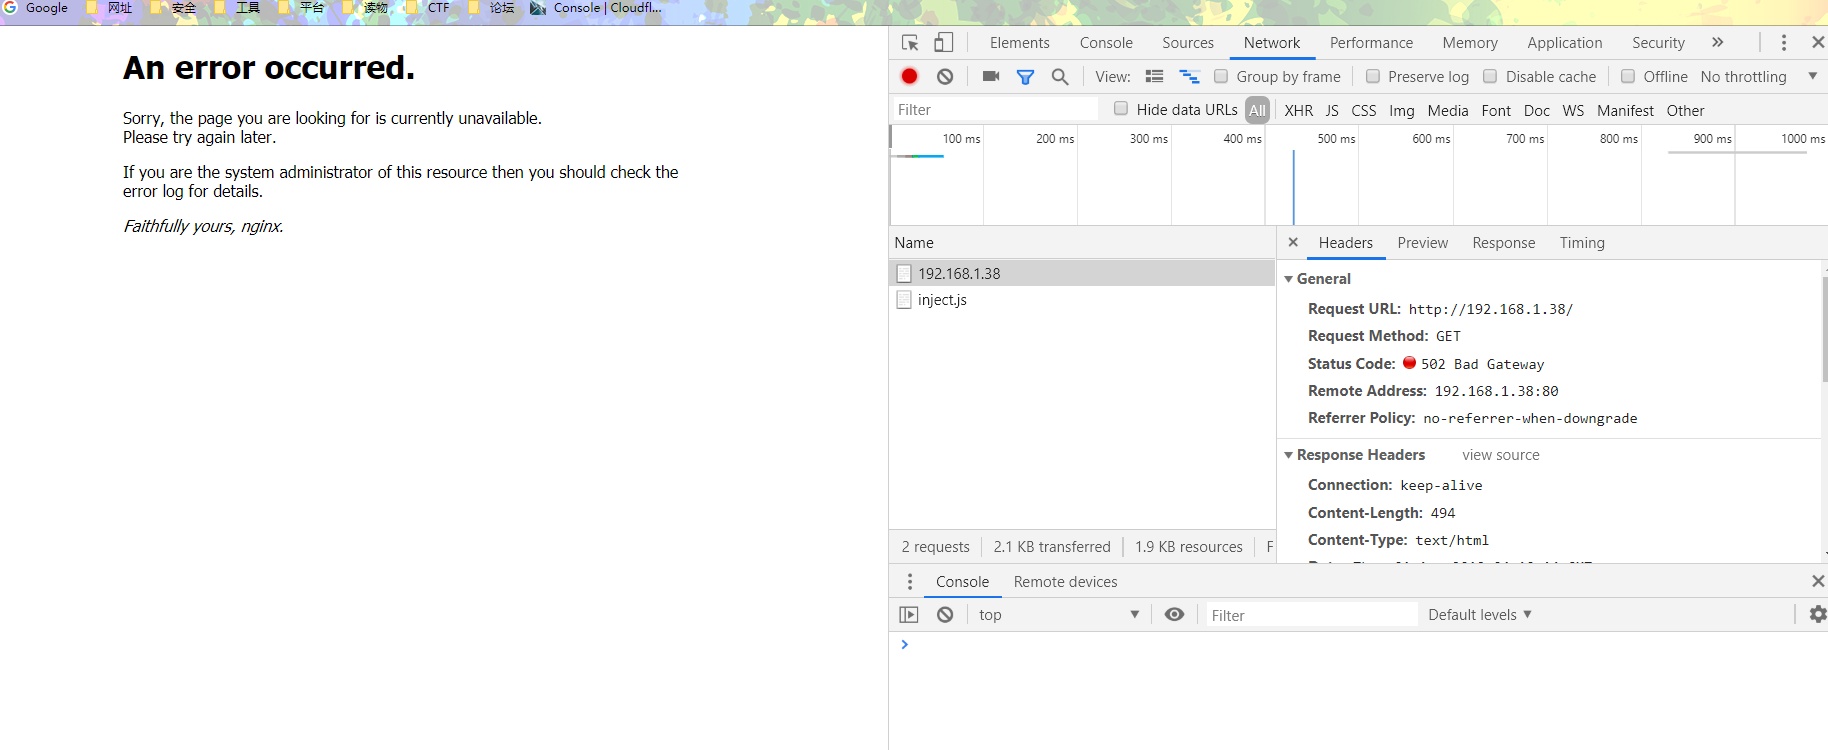 Google 网址 安全 工具 平台 读物 CTF 论坛 Console | Cloudfl...
An error occurred.
Sorry, the page you are looking for is currently unavailable.
Please try again later.
If you are the system administrator of this resource then you should check the
error log for details.
Faithfully yours, nginx.
Elements Console Sources Network Performance Memory Application Security »
View: Group by frame Preserve log Disable cache Offline No throttling
Filter Hide data URLs All XHR JS CSS Img Media Font Doc WS Manifest Other
100 ms 200 ms 300 ms 400 ms 500 ms 600 ms 700 ms 800 ms 900 ms 1000 ms
Name
192.168.1.38
inject.js
2 requests 2.1 KB transferred 1.9 KB resources F
Headers Preview Response Timing
General
Request URL: http://192.168.1.38/
Request Method: GET
Status Code: 502 Bad Gateway
Remote Address: 192.168.1.38:80
Referrer Policy: no-referrer-when-downgrade
Response Headers view source
Connection: keep-alive
Content-Length: 494
Content-Type: text/html
Console Remote devices
top Filter Default levels